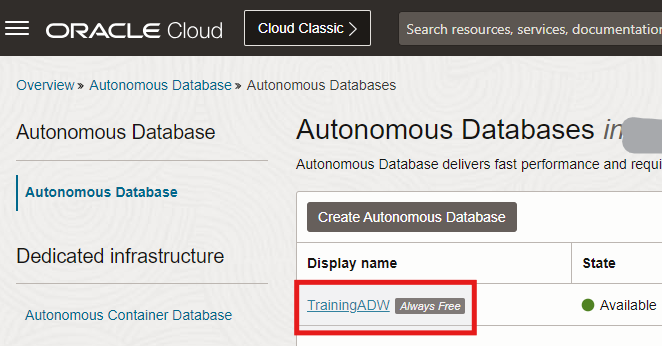 ORACLE Cloud
Cloud Classic
Search resources, services, documentation
Overview » Autonomous Database » Autonomous Databases
Autonomous Database
Autonomous Database
Dedicated infrastructure
Autonomous Container Database
Autonomous Databases in
Autonomous Database delivers fast performance and requi
Create Autonomous Database
Display name
State
TrainingADW
Always Free
Available